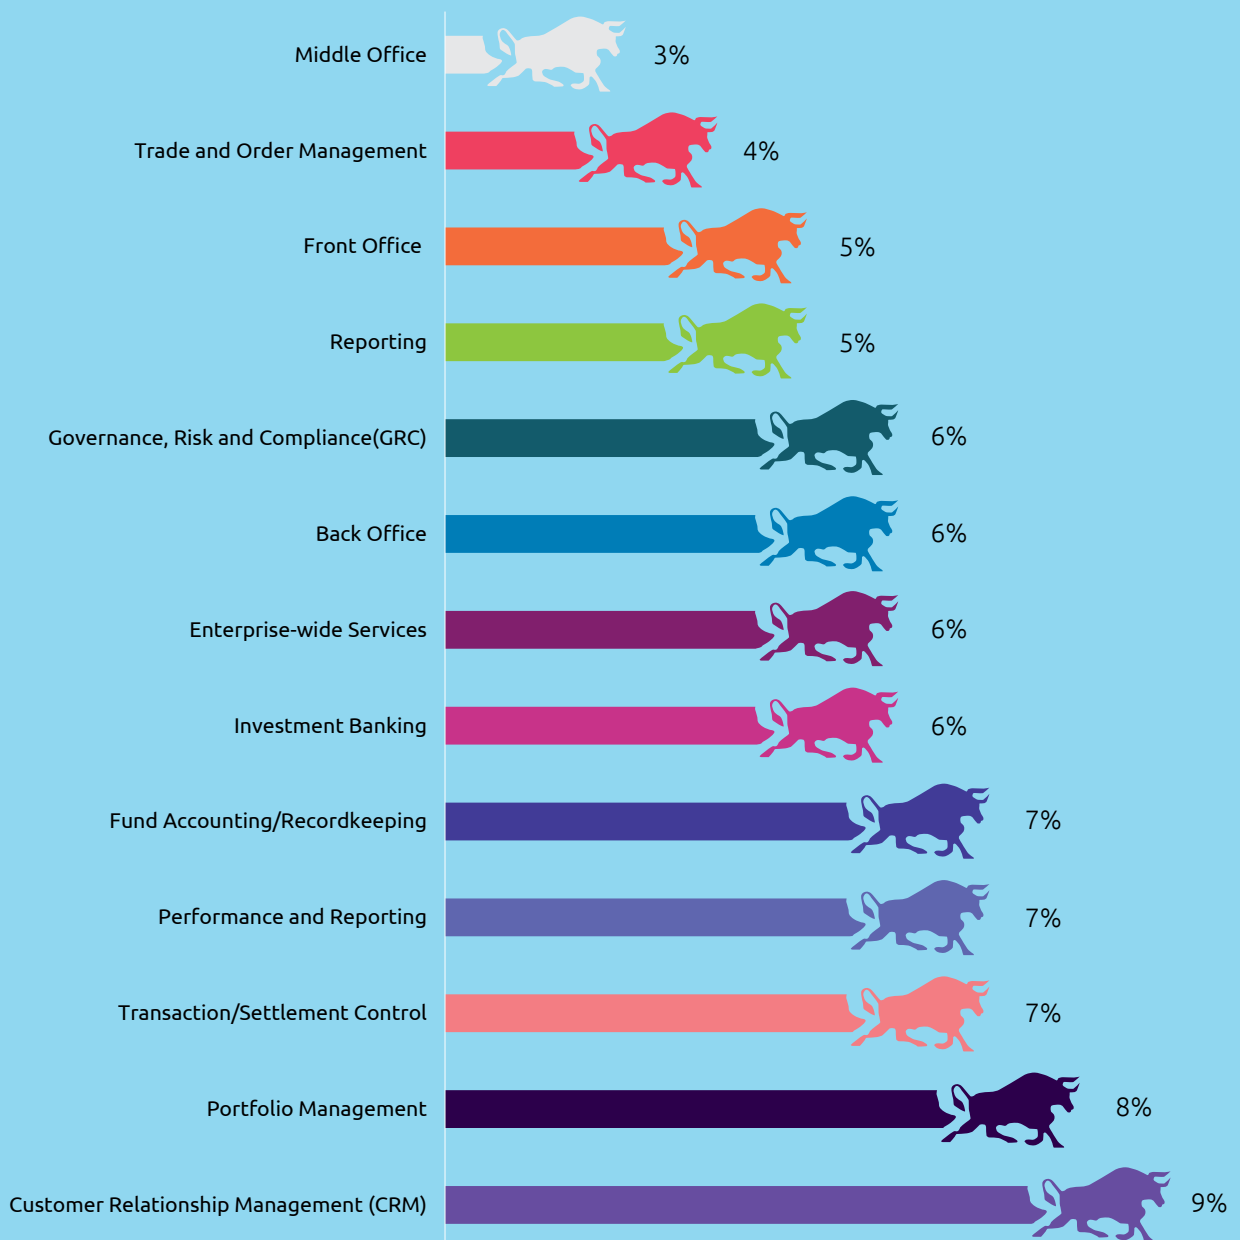 Middle Office 3%
Trade and Order Management 4%
Front Office 5%
Reporting 5%
Governance, Risk and Compliance(GRC) 6%
Back Office 6%
Enterprise-wide Services 6%
Investment Banking 6%
Fund Accounting/Recordkeeping 7%
Performance and Reporting 7%
Transaction/Settlement Control 7%
Portfolio Management 8%
Customer Relationship Management (CRM) 9%